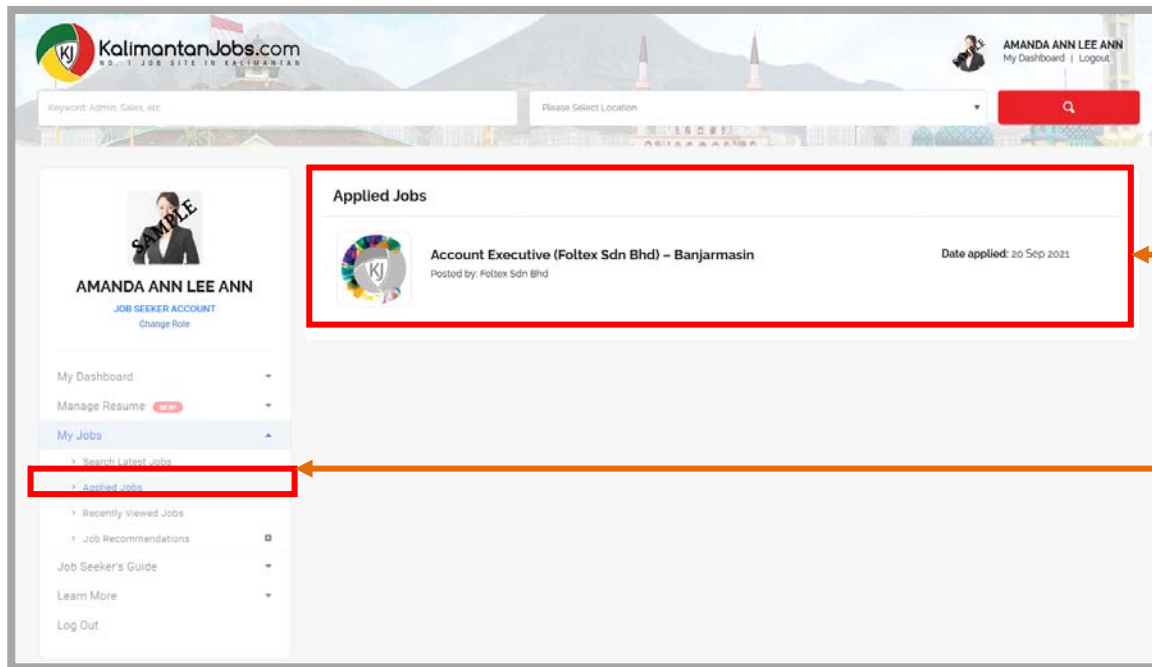 KalimantanJobs.com
NO. 1 JOB SITE IN KALIMANTAN
AMANDA ANN LEE ANN
My Dashboard | Logout
Keyword: Admin, Sales, etc
Please Select Location
SAMPLE
AMANDA ANN LEE ANN
JOB SEEKER ACCOUNT
Change Role
My Dashboard
Manage Resume NEW!
My Jobs
> Search Latest Jobs
> Applied Jobs
> Recently Viewed Jobs
> Job Recommendations
Job Seeker's Guide
Learn More
Log Out
Applied Jobs
KJ
Account Executive (Foltex Sdn Bhd) – Banjarmasin
Posted by: Foltex Sdn Bhd
Date applied: 20 Sep 2021